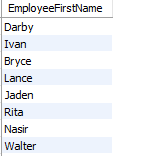 EmployeeFirstName
Darby
Ivan
Bryce
Lance
Jaden
Rita
Nasir
Walter